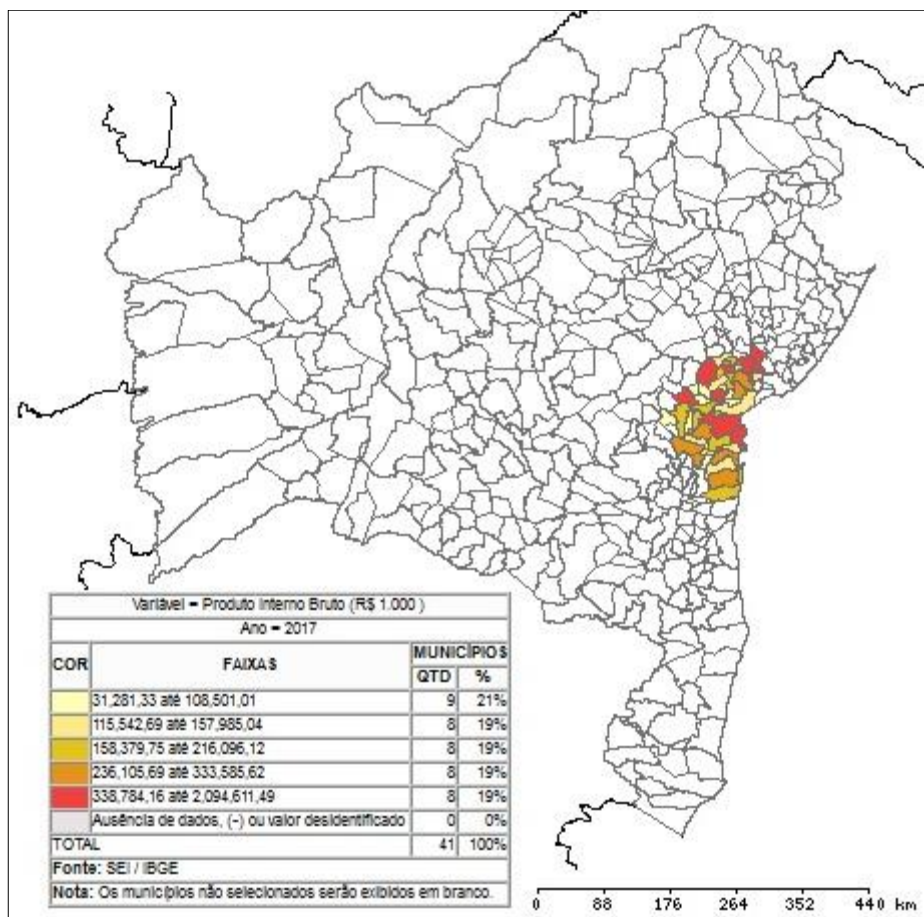 Variável = Produto Interno Bruto (R$ 1.000 )
Ano = 2017
COR FAIXAS MUNICÍPIOS
QTD %
31,281,33 até 108,501,01 9 21%
115,542,69 até 157,985,04 8 19%
158,379,75 até 216,096,12 8 19%
236,105,69 até 333,585,62 8 19%
338,784,16 até 2,094,611,49 8 19%
Ausência de dados, (-) ou valor desidentificado 0 0%
TOTAL 41 100%
Fonte: SEI / IBGE
Nota: Os municípios não selecionados serão exibidos em branco.
0 88 176 264 352 440 km